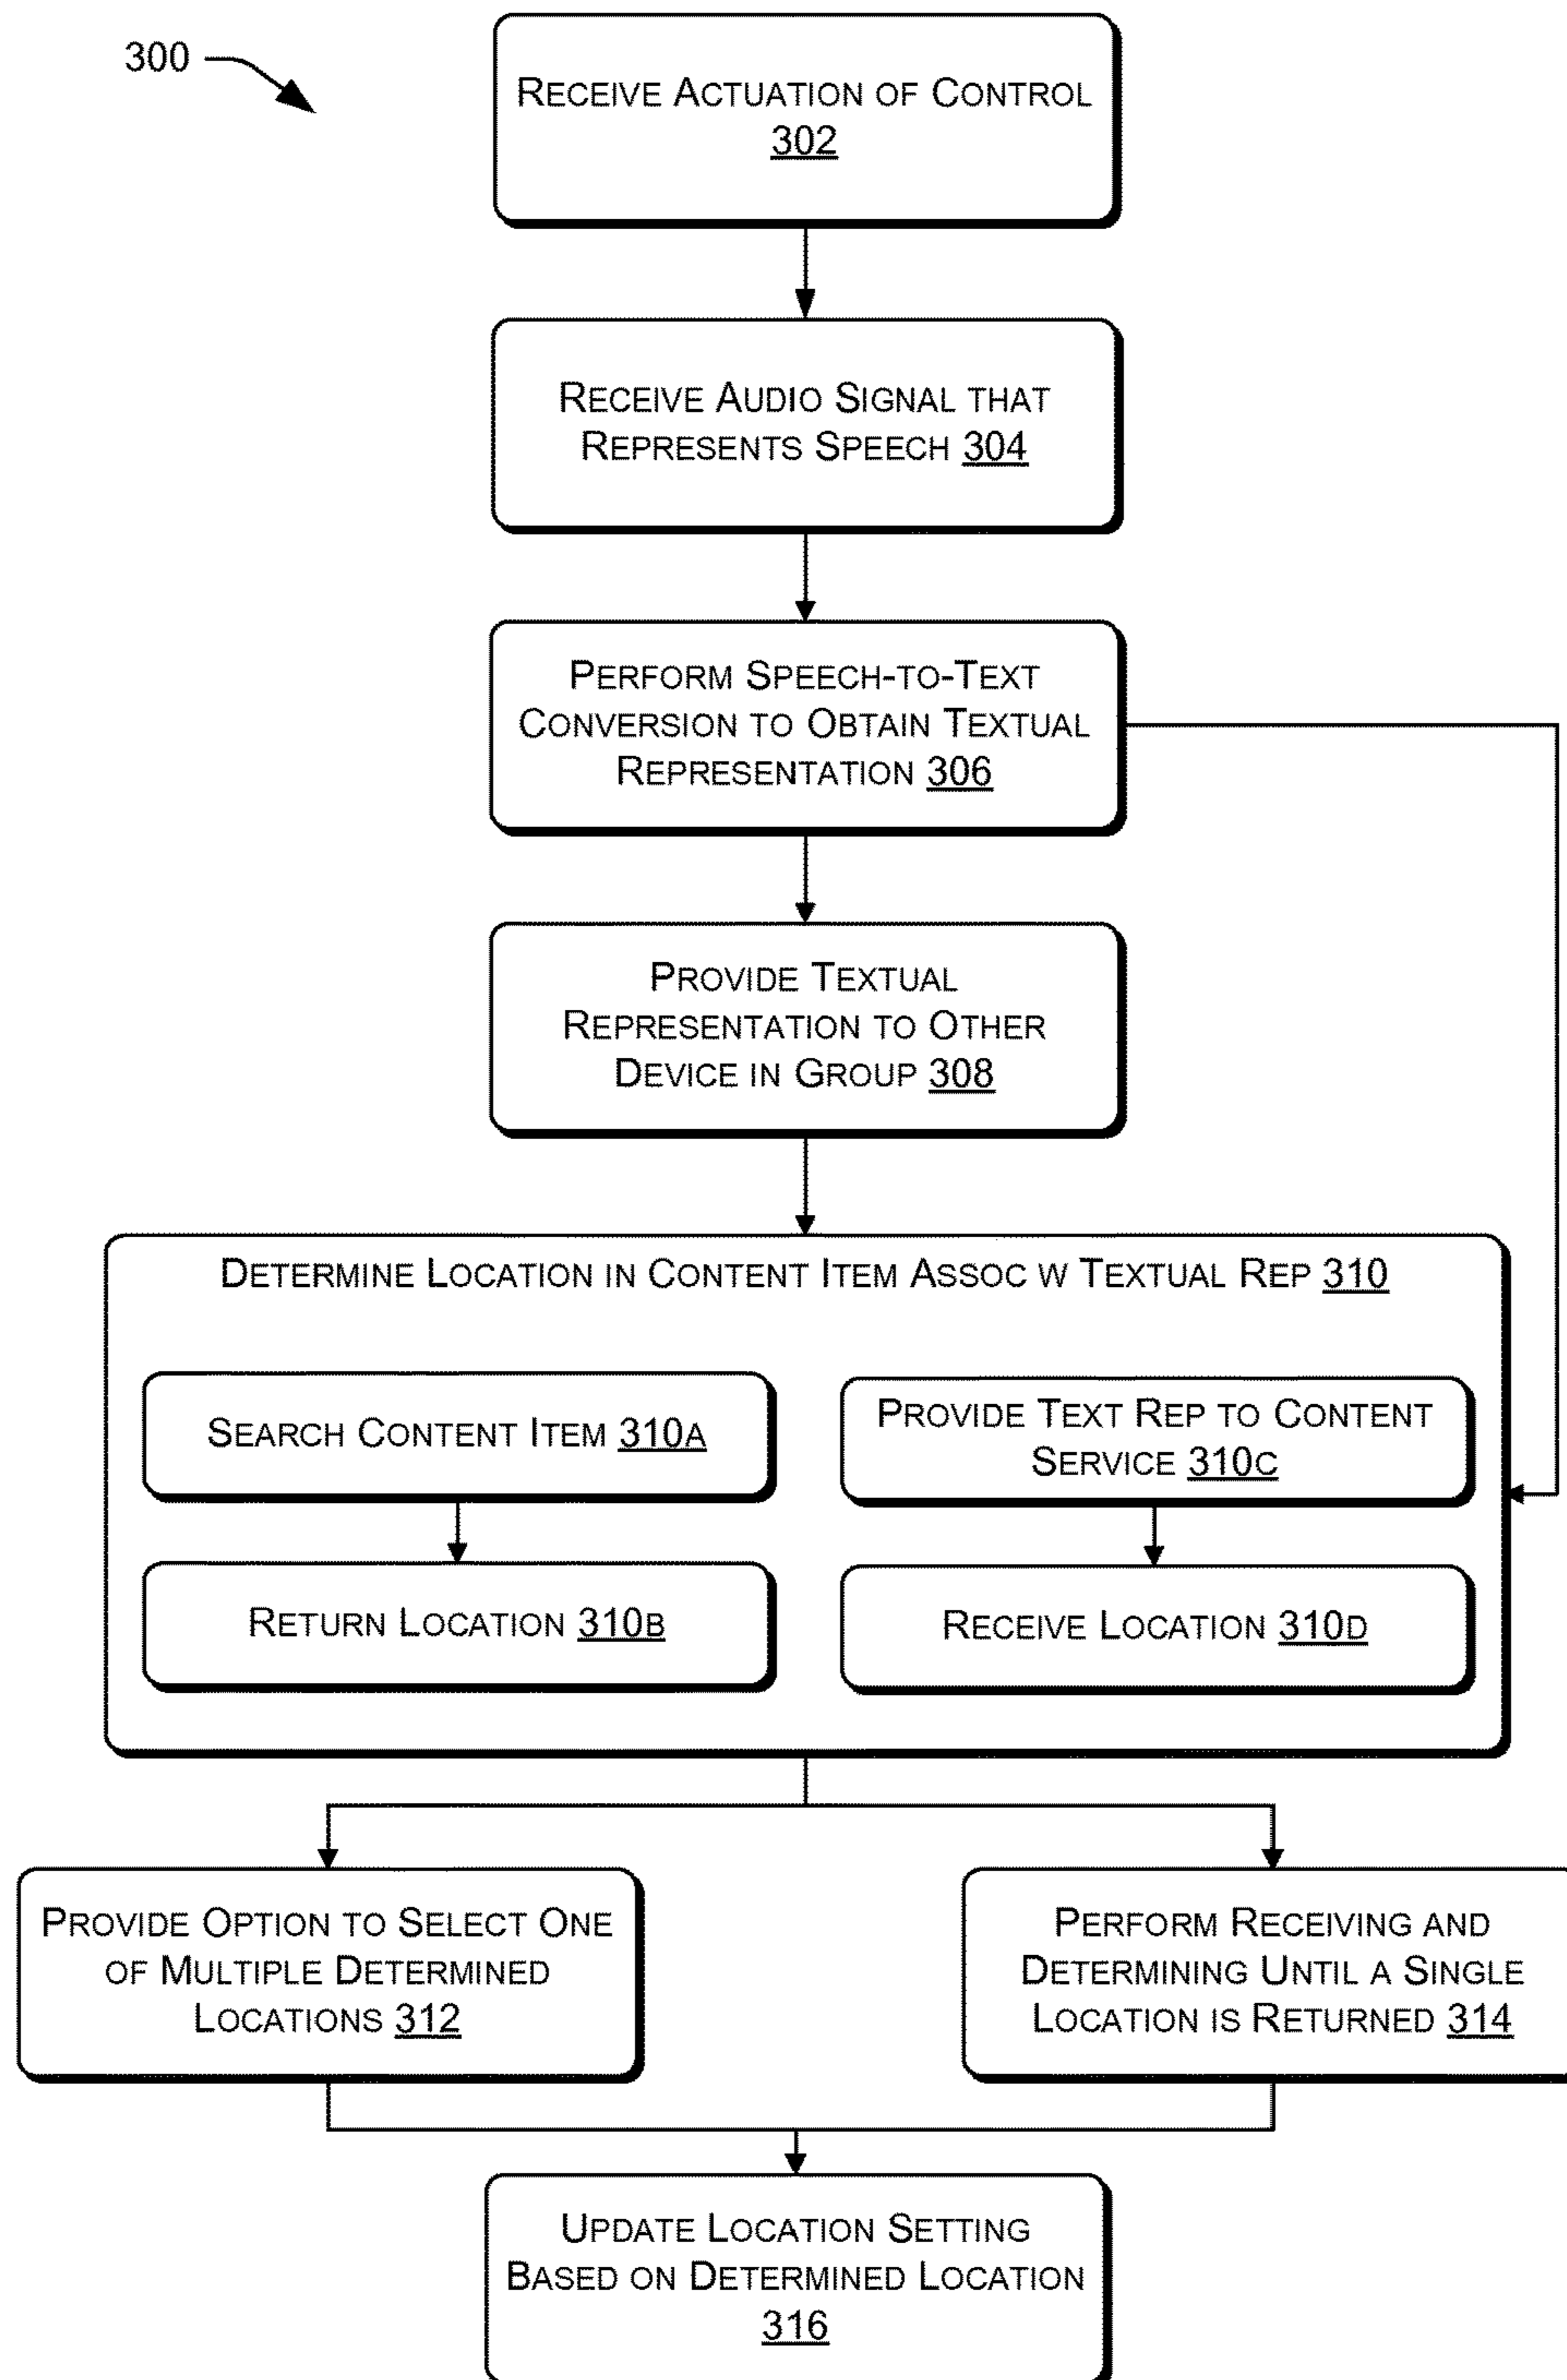 300
RECEIVE ACTUATION OF CONTROL
302
RECEIVE AUDIO SIGNAL THAT
REPRESENTS SPEECH 304
PERFORM SPEECH-TO-TEXT
CONVERSION TO OBTAIN TEXTUAL
REPRESENTATION 306
PROVIDE TEXTUAL
REPRESENTATION TO OTHER
DEVICE IN GROUP 308
DETERMINE LOCATION IN CONTENT ITEM ASSOC W TEXTUAL REP 310
SEARCH CONTENT ITEM 310A
RETURN LOCATION 310B
PROVIDE TEXT REP TO CONTENT
SERVICE 310C
RECEIVE LOCATION 310D
PROVIDE OPTION TO SELECT ONE
OF MULTIPLE DETERMINED
LOCATIONS 312
PERFORM RECEIVING AND
DETERMINING UNTIL A SINGLE
LOCATION IS RETURNED 314
UPDATE LOCATION SETTING
BASED ON DETERMINED LOCATION
316